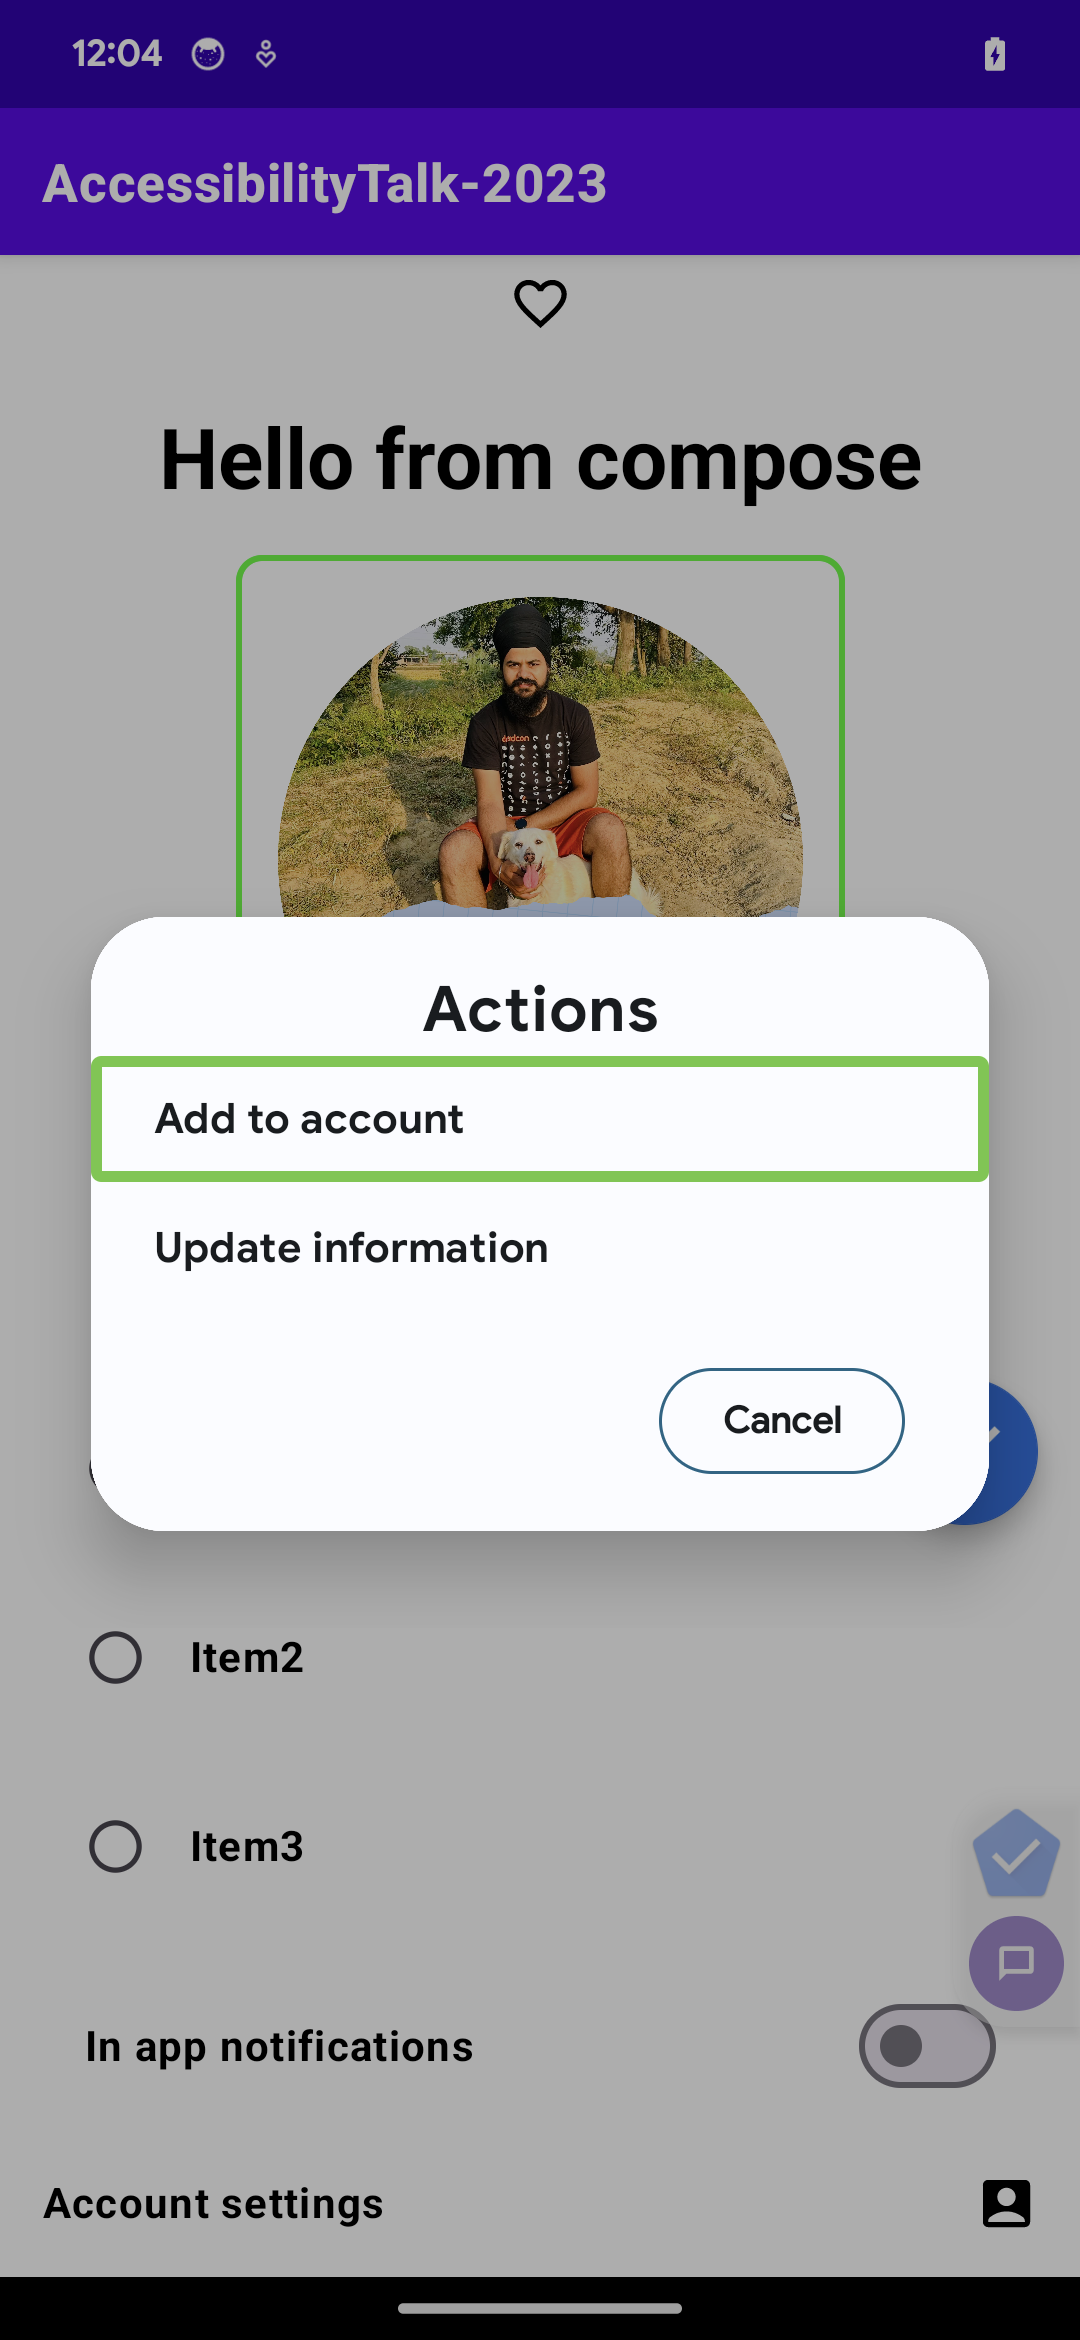 12:04
AccessibilityTalk-2023
Hello from compose
Actions
Add to account
Update information
Cancel
Item2
Item3
In app notifications
Account settings